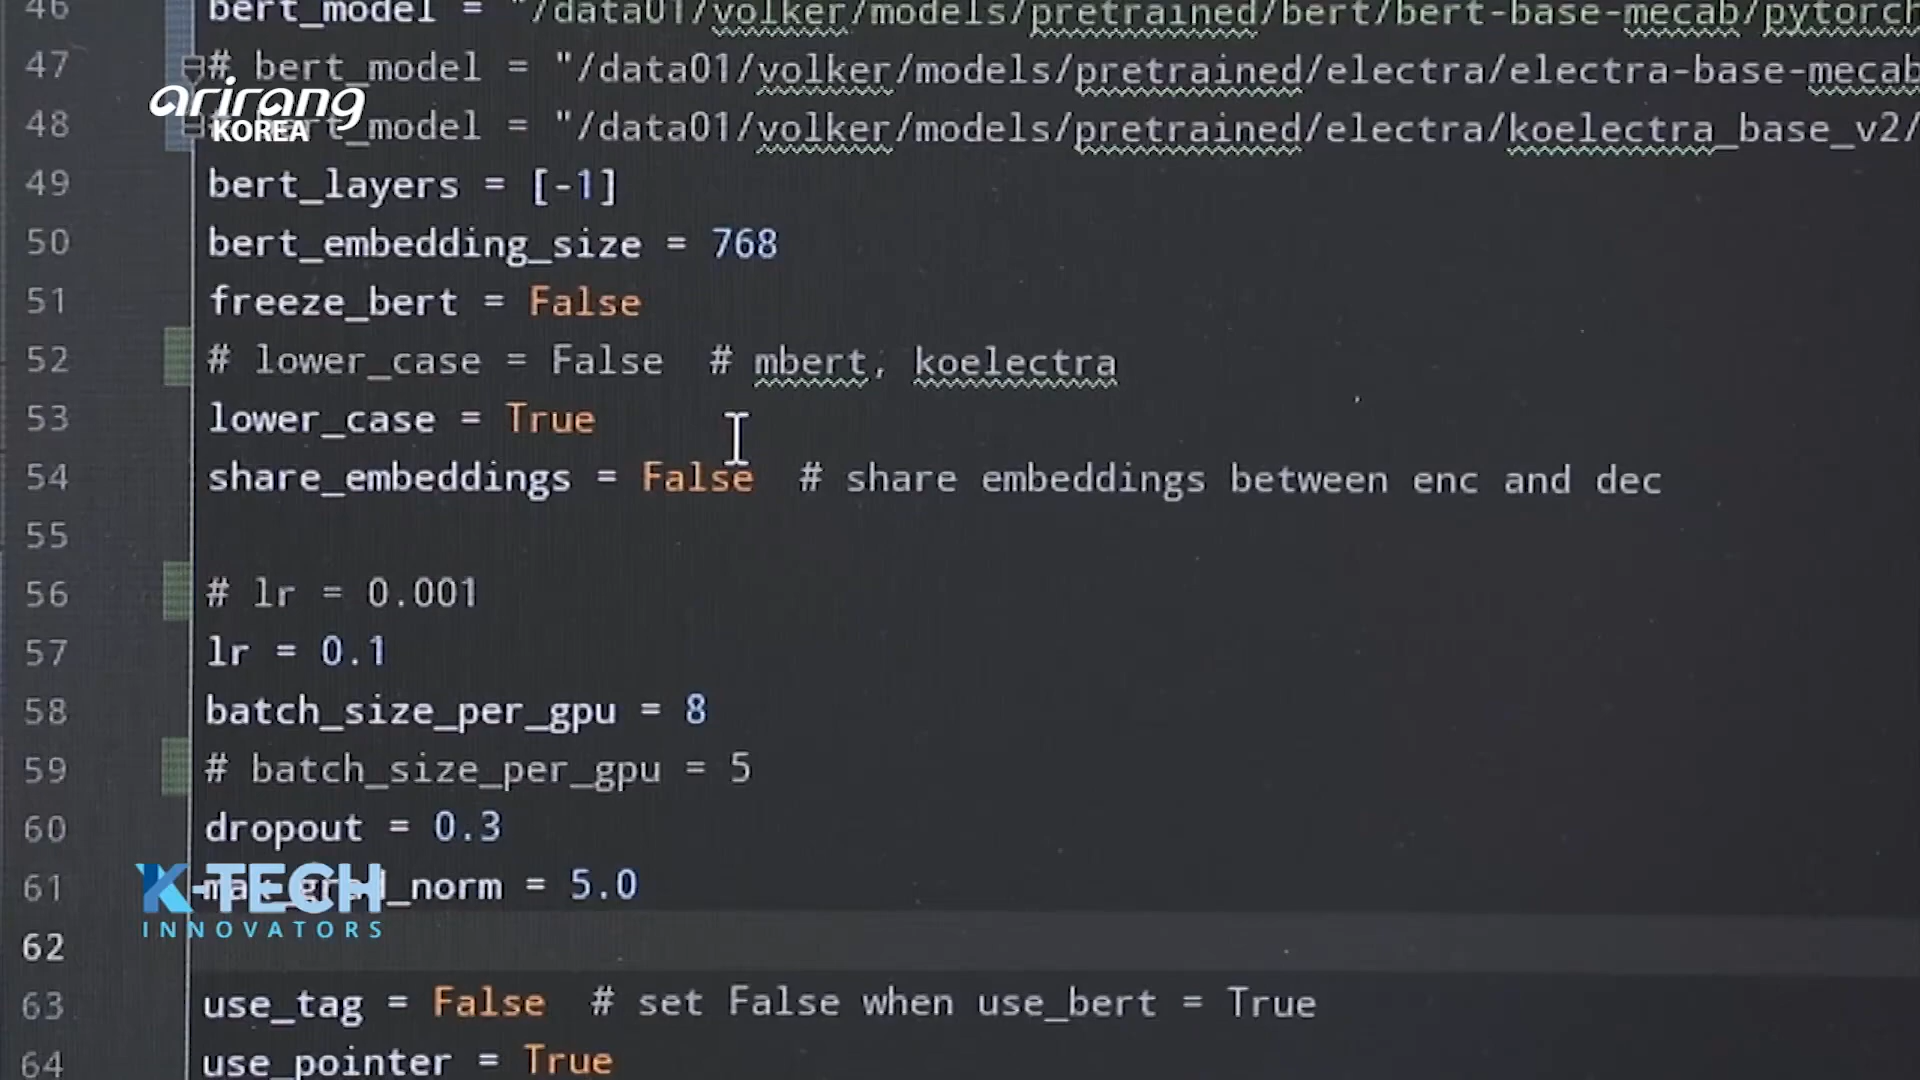 46 bert_model = "/data01/volker/models/pretrained/bert/bert-base-mecab/pytorch
47 # bert_model = "/data01/volker/models/pretrained/electra/electra-base-mecab
48 bert_model = "/data01/volker/models/pretrained/electra/koelectra_base_v2/
arirang
KOREA
49 bert_layers = [-1]
50 bert_embedding_size = 768
51 freeze_bert = False
52 # lower_case = False # mbert, koelectra
53 lower_case = True
54 share_embeddings = False # share embeddings between enc and dec
55
56 # lr = 0.001
57 lr = 0.1
58 batch_size_per_gpu = 8
59 # batch_size_per_gpu = 5
60 dropout = 0.3
61 max_grad_norm = 5.0
K-TECH
INNOVATORS
62
63 use_tag = False # set False when use_bert = True
64 use_pointer = True